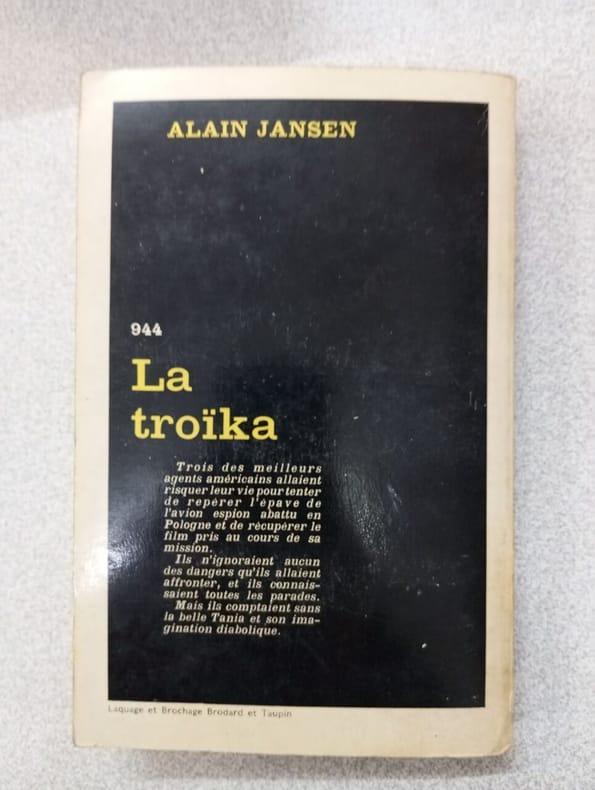 ALAIN JANSEN
944
La
troïka
Trois des meilleurs
agents américains allaient
risquer leur vie pour tenter
de repérer l'épave de
l'avion espion abattu en
Pologne et de récupérer le
film pris au cours de sa
mission.
Ils n'ignoraient aucun
des dangers qu'ils allaient
affronter, et ils connais-
saient toutes les parades.
Mais ils comptaient sans
la belle Tania et son ima-
gination diabolique.
Laquage et Brochage Brodard et Taupin